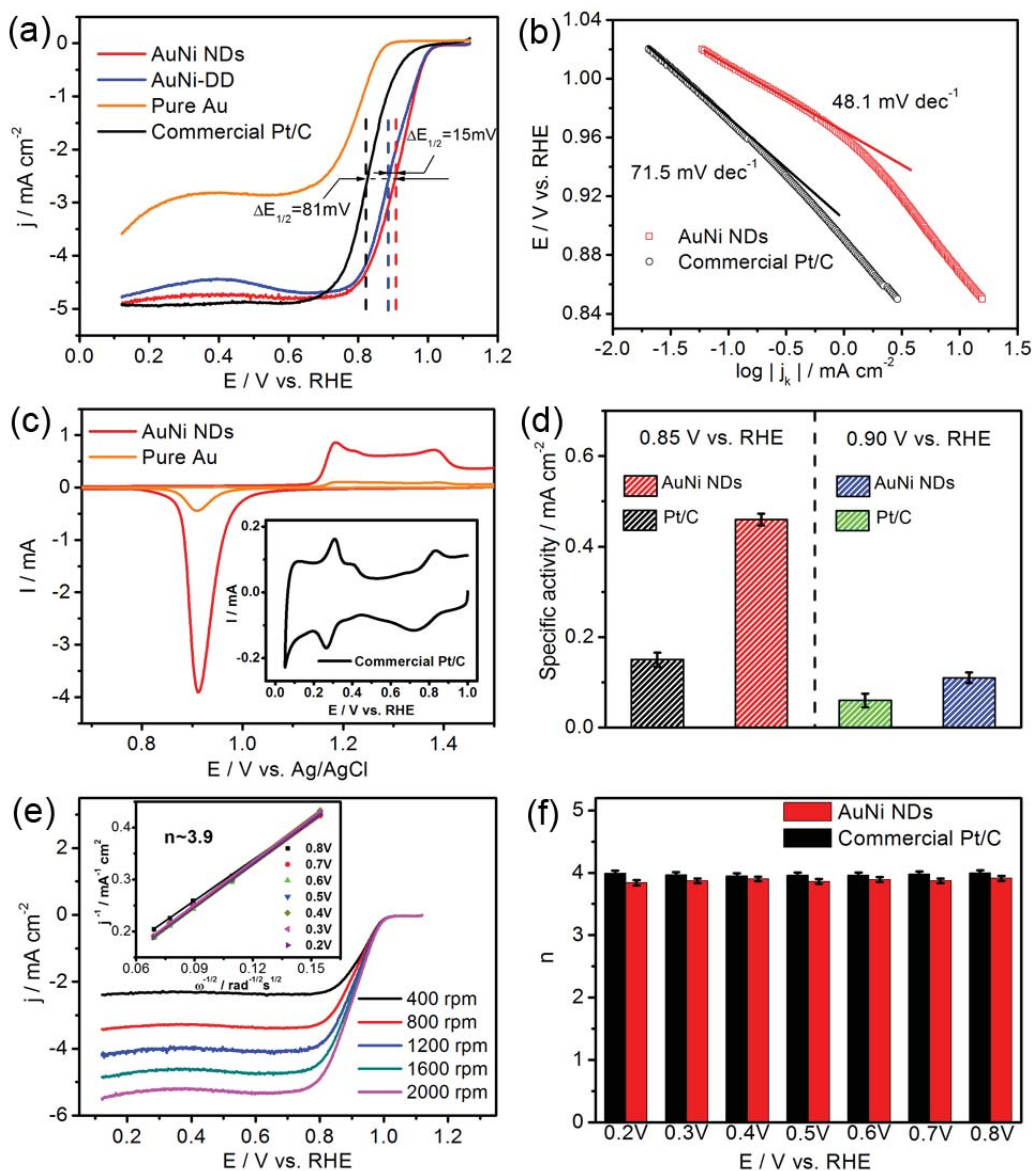 (a)
AuNi NDs
AuNi-DD
Pure Au
Commercial Pt/C
ΔE1/2=15mV
ΔE1/2=81mV
j / mA cm-2
0
-1
-2
-3
-4
-5
0.0 0.2 0.4 0.6 0.8 1.0 1.2
E / V vs. RHE
(b)
48.1 mV dec-1
71.5 mV dec-1
AuNi NDs
Commercial Pt/C
E / V vs. RHE
1.04
1.00
0.96
0.92
0.88
0.84
-2.0 -1.5 -1.0 -0.5 0.0 0.5 1.0 1.5
log | jk | / mA cm-2
(c)
AuNi NDs
Pure Au
I / mA
1
0
-1
-2
-3
-4
0.8 1.0 1.2 1.4
E / V vs. Ag/AgCl
I / mA
0.2
0.0
-0.2
Commercial Pt/C
0.0 0.2 0.4 0.6 0.8 1.0
E / V vs. RHE
(d)
0.85 V vs. RHE
0.90 V vs. RHE
AuNi NDs
Pt/C
AuNi NDs
Pt/C
Specific activity / mA cm-2
0.6
0.4
0.2
0.0
(e)
n~3.9
0.8V
0.7V
0.6V
0.5V
0.4V
0.3V
0.2V
j-1 / mA-1 cm2
0.4
0.3
0.2
0.06 0.09 0.12 0.15
ω-1/2 / rad-1/2s1/2
400 rpm
800 rpm
1200 rpm
1600 rpm
2000 rpm
j / mA cm-2
2
0
-2
-4
-6
0.2 0.4 0.6 0.8 1.0 1.2
E / V vs. RHE
(f)
AuNi NDs
Commercial Pt/C
n
5
4
3
2
1
0
0.2V 0.3V 0.4V 0.5V 0.6V 0.7V 0.8V
E / V vs. RHE